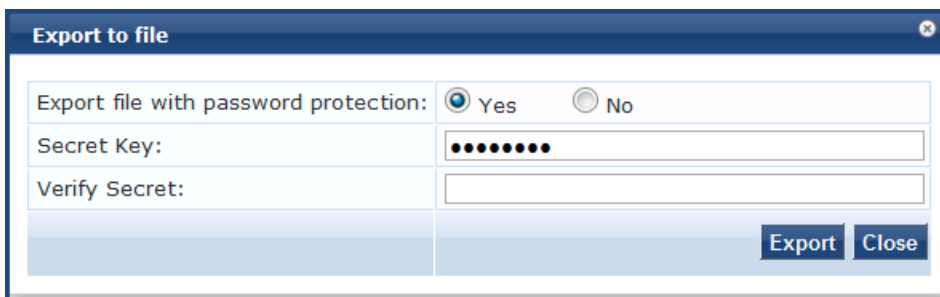 Export to file
Export file with password protection: Yes No
Secret Key: ••••••••
Verify Secret:
Export Close